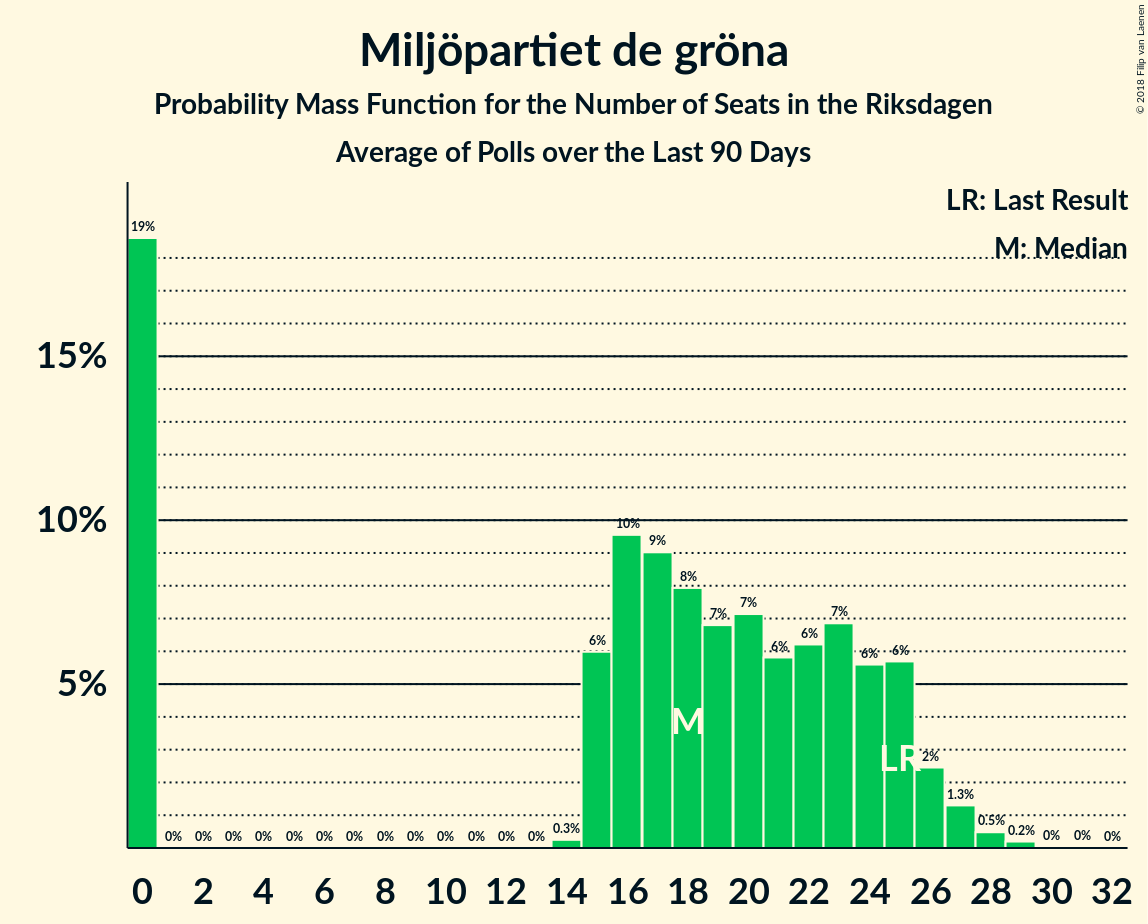 Miljöpartiet de gröna
Probability Mass Function for the Number of Seats in the Riksdagen
Average of Polls over the Last 90 Days
© 2018 Filip van Laenen
LR: Last Result
M: Median
15%
10%
5%
19% 0% 0% 0% 0% 0% 0% 0% 0% 0% 0% 0% 0% 0% 0.3% 6% 10% 9% 8% 7% 7% 6% 6% 7% 6% 6% 2% 1.3% 0.5% 0.2% 0% 0% 0%
M
LR
0 2 4 6 8 10 12 14 16 18 20 22 24 26 28 30 32